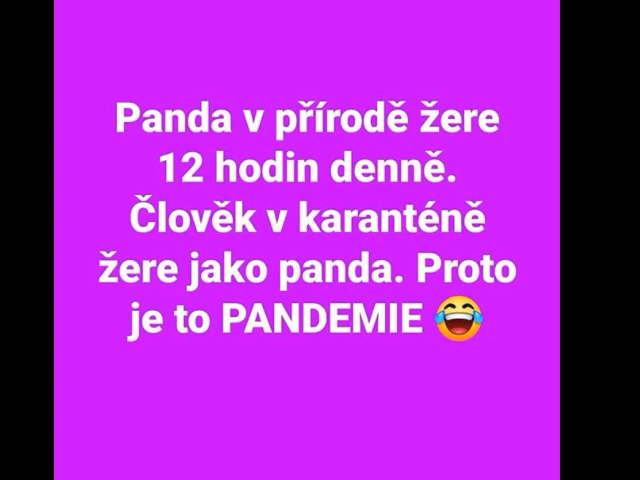 Panda v přírodě žere
12 hodin denně.
Člověk v karanténě
žere jako panda. Proto
je to PANDEMIE 😂